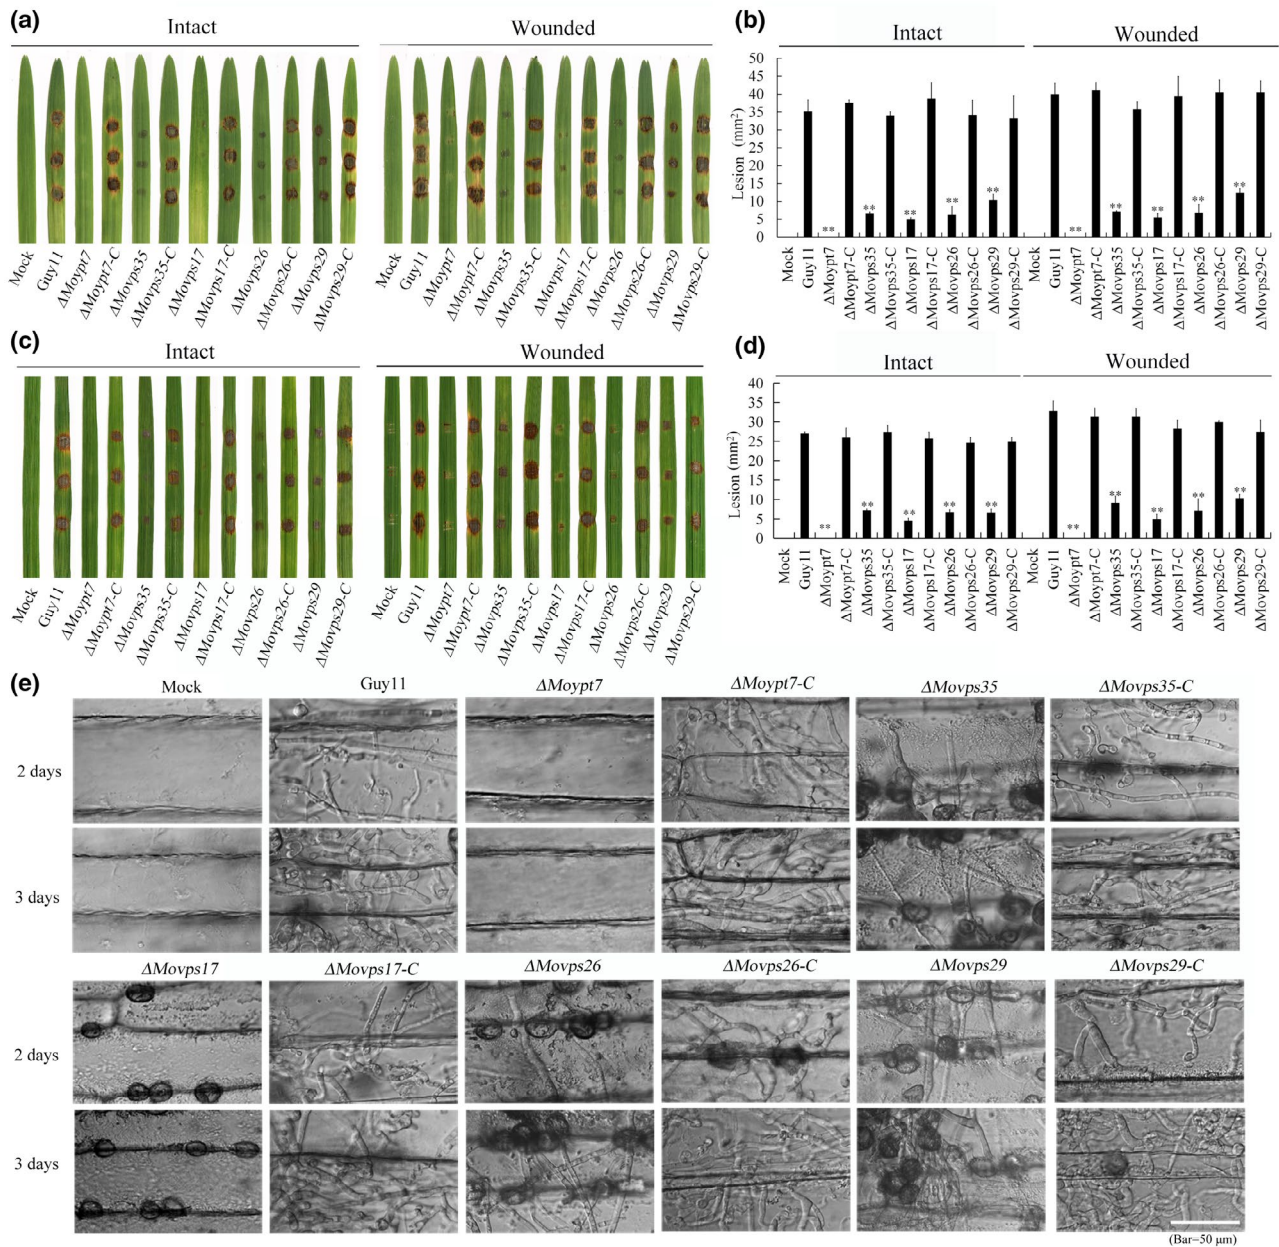 (a)
Intact
Wounded
Mock
Guy11
ΔMoypt7
ΔMoypt7-C
ΔMovps35
ΔMovps35-C
ΔMovps17
ΔMovps17-C
ΔMovps26
ΔMovps26-C
ΔMovps29
ΔMovps29-C
Mock
Guy11
ΔMoypt7
ΔMoypt7-C
ΔMovps35
ΔMovps35-C
ΔMovps17
ΔMovps17-C
ΔMovps26
ΔMovps26-C
ΔMovps29
ΔMovps29-C
(b)
Intact
Wounded
Lesion (mm²)
50
45
40
35
30
25
20
15
10
5
0
**
**
**
**
**
**
**
**
**
**
Mock
Guy11
ΔMoypt7
ΔMoypt7-C
ΔMovps35
ΔMovps35-C
ΔMovps17
ΔMovps17-C
ΔMovps26
ΔMovps26-C
ΔMovps29
ΔMovps29-C
Mock
Guy11
ΔMoypt7
ΔMoypt7-C
ΔMovps35
ΔMovps35-C
ΔMovps17
ΔMovps17-C
ΔMovps26
ΔMovps26-C
ΔMovps29
ΔMovps29-C
(c)
Intact
Wounded
Mock
Guy11
ΔMoypt7
ΔMoypt7-C
ΔMovps35
ΔMovps35-C
ΔMovps17
ΔMovps17-C
ΔMovps26
ΔMovps26-C
ΔMovps29
ΔMovps29-C
Mock
Guy11
ΔMoypt7
ΔMoypt7-C
ΔMovps35
ΔMovps35-C
ΔMovps17
ΔMovps17-C
ΔMovps26
ΔMovps26-C
ΔMovps29
ΔMovps29-C
(d)
Intact
Wounded
Lesion (mm²)
40
35
30
25
20
15
10
5
0
**
**
**
**
**
**
**
**
**
**
Mock
Guy11
ΔMoypt7
ΔMoypt7-C
ΔMovps35
ΔMovps35-C
ΔMovps17
ΔMovps17-C
ΔMovps26
ΔMovps26-C
ΔMovps29
ΔMovps29-C
Mock
Guy11
ΔMoypt7
ΔMoypt7-C
ΔMovps35
ΔMovps35-C
ΔMovps17
ΔMovps17-C
ΔMovps26
ΔMovps26-C
ΔMovps29
ΔMovps29-C
(e)
Mock
Guy11
ΔMoypt7
ΔMoypt7-C
ΔMovps35
ΔMovps35-C
2 days
3 days
ΔMovps17
ΔMovps17-C
ΔMovps26
ΔMovps26-C
ΔMovps29
ΔMovps29-C
2 days
3 days
(Bar=50 μm)